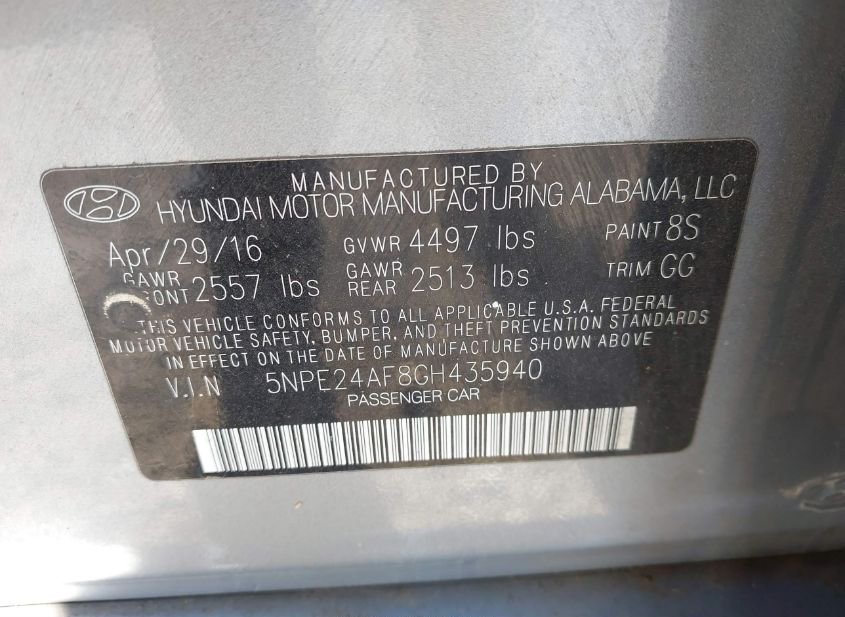 MANUFACTURED BY
HYUNDAI MOTOR MANUFACTURING ALABAMA, LLC
Apr/29/16 GVWR 4497 lbs PAINT 8S
GAWR GAWR
ONT 2557 lbs REAR 2513 lbs TRIM GG
THIS VEHICLE CONFORMS TO ALL APPLICABLE U.S.A. FEDERAL
MOTOR VEHICLE SAFETY, BUMPER, AND THEFT PREVENTION STANDARDS
IN EFFECT ON THE DATE OF MANUFACTURE SHOWN ABOVE
V.I.N 5NPE24AF8GH435940
PASSENGER CAR